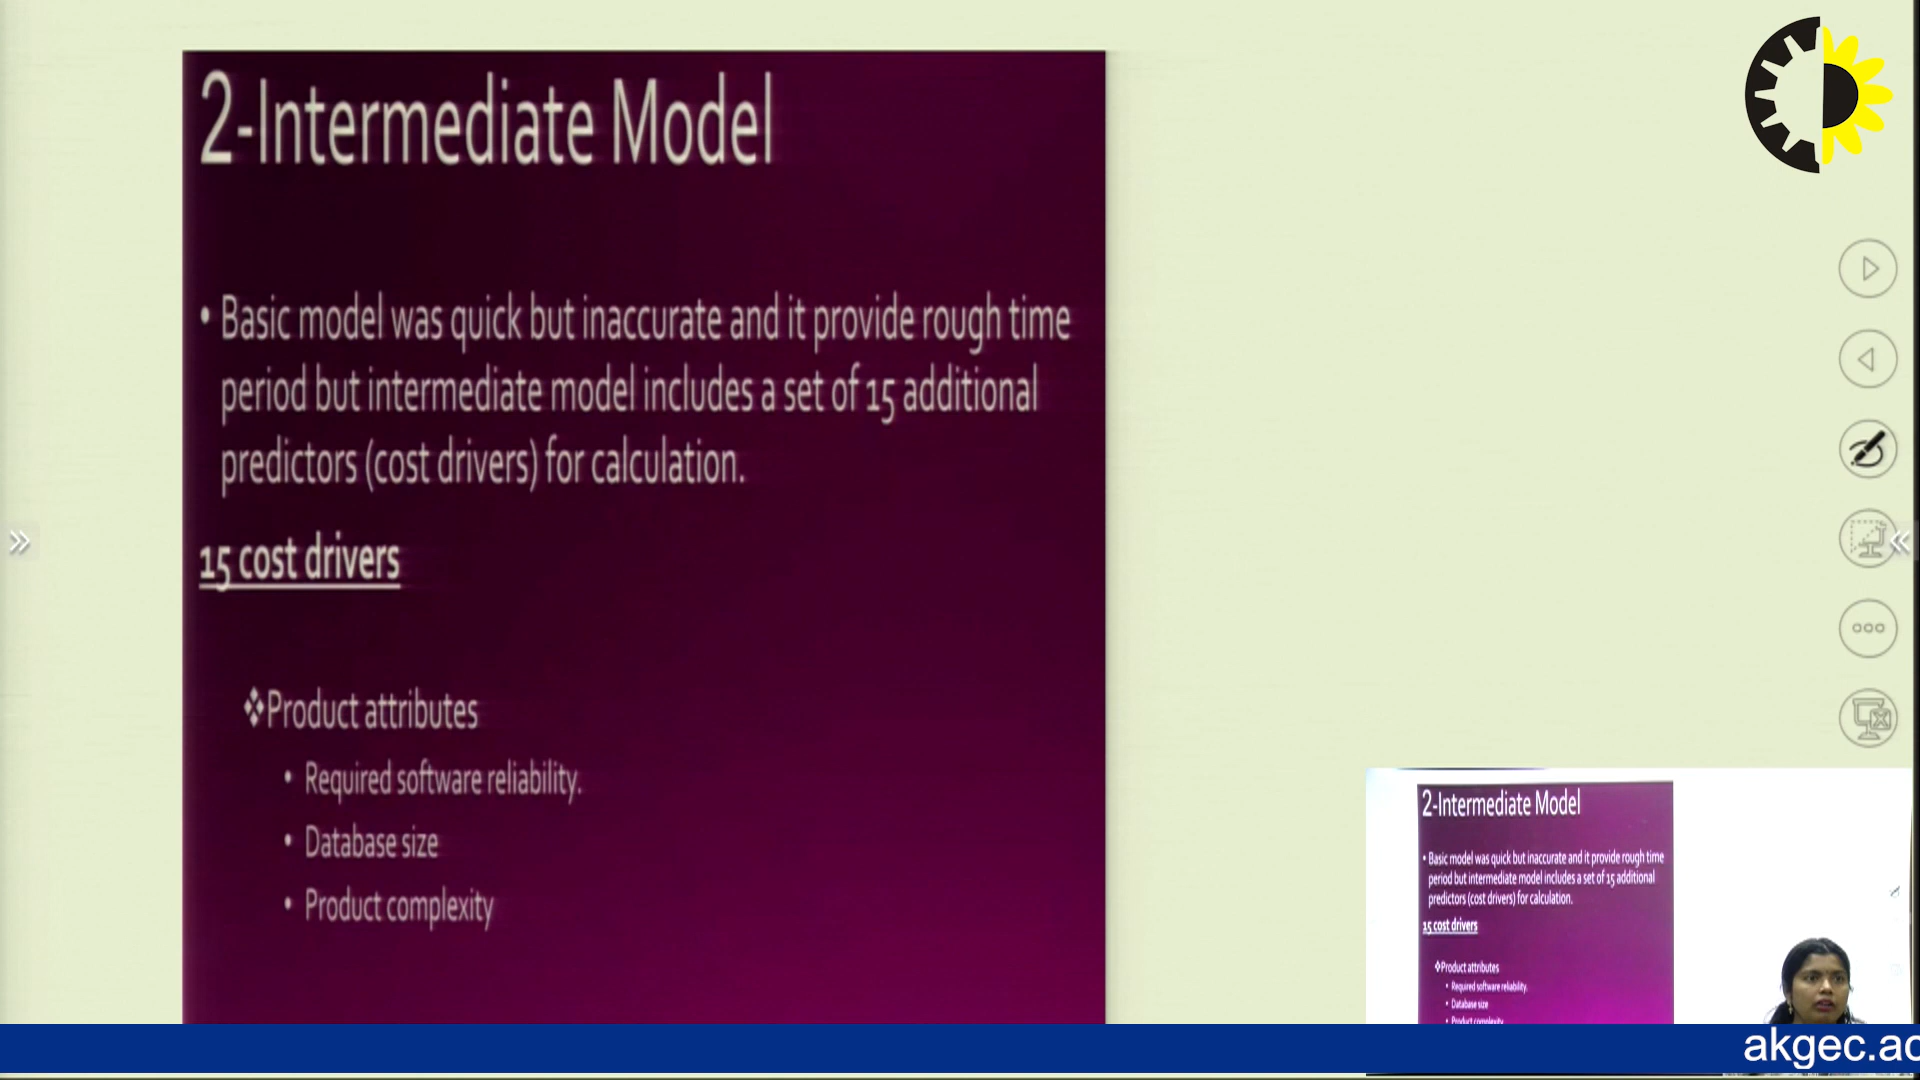 2-Intermediate Model
• Basic model was quick but inaccurate and it provide rough time
period but intermediate model includes a set of 15 additional
predictors (cost drivers) for calculation.
15 cost drivers
❖Product attributes
• Required software reliability.
• Database size
• Product complexity
2-Intermediate Model
• Basic model was quick but inaccurate and it provide rough time
period but intermediate model includes a set of 15 additional
predictors (cost drivers) for calculation.
15 cost drivers
❖Product attributes
• Required software reliability.
• Database size
• Product complexity
akgec.ac